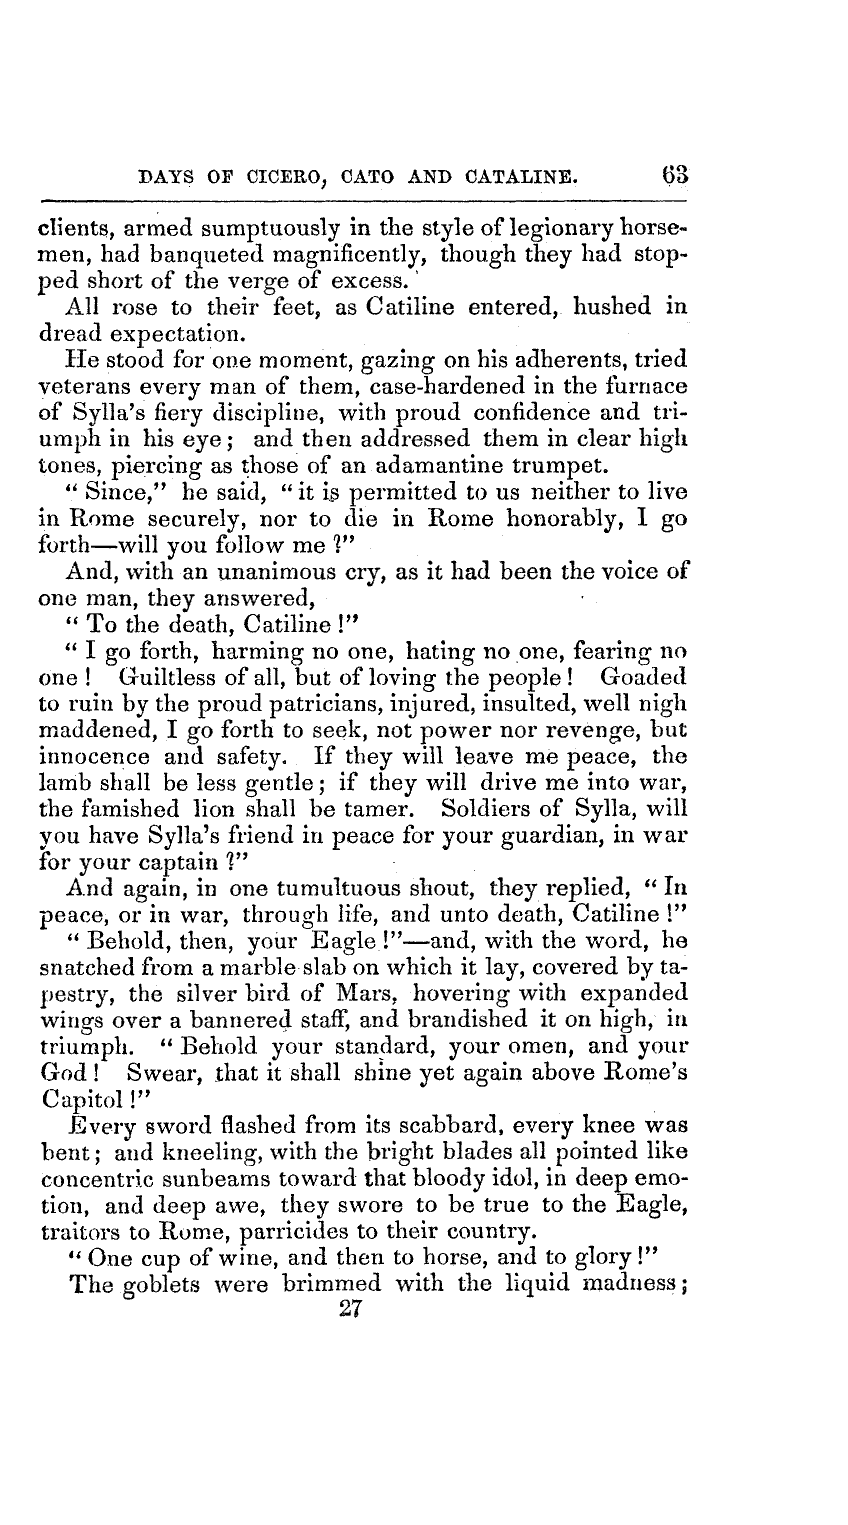 DAYS OF CICERO, CATO AND CATALINE. 63
clients, armed sumptuously in the style of legionary horse-
men, had banqueted magnificently, though they had stop-
ped short of the verge of excess.
All rose to their feet, as Catiline entered, hushed in
dread expectation.
He stood for one moment, gazing on his adherents, tried
veterans every man of them, case-hardened in the furnace
of Sylla's fiery discipline, with proud confidence and tri-
umph in his eye; and then addressed them in clear high
tones, piercing as those of an adamantine trumpet.
" Since," he said, " it is permitted to us neither to live
in Rome securely, nor to die in Rome honorably, I go
forth—will you follow me ?"
And, with an unanimous cry, as it had been the voice of
one man, they answered,
" To the death, Catiline !"
" I go forth, harming no one, hating no one, fearing no
one ! Guiltless of all, but of loving the people ! Goaded
to ruin by the proud patricians, injured, insulted, well nigh
maddened, I go forth to seek, not power nor revenge, but
innocence and safety. If they will leave me peace, the
lamb shall be less gentle; if they will drive me into war,
the famished lion shall be tamer. Soldiers of Sylla, will
you have Sylla's friend in peace for your guardian, in war
for your captain ?"
And again, in one tumultuous shout, they replied, " In
peace, or in war, through life, and unto death, Catiline !"
" Behold, then, your Eagle !"—and, with the word, he
snatched from a marble slab on which it lay, covered by ta-
pestry, the silver bird of Mars, hovering with expanded
wings over a bannered staff, and brandished it on high, in
triumph. " Behold your standard, your omen, and your
God ! Swear, that it shall shine yet again above Rome's
Capitol !"
Every sword flashed from its scabbard, every knee was
bent; and kneeling, with the bright blades all pointed like
concentric sunbeams toward that bloody idol, in deep emo-
tion, and deep awe, they swore to be true to the Eagle,
traitors to Rome, parricides to their country.
" One cup of wine, and then to horse, and to glory !"
The goblets were brimmed with the liquid madness;
27